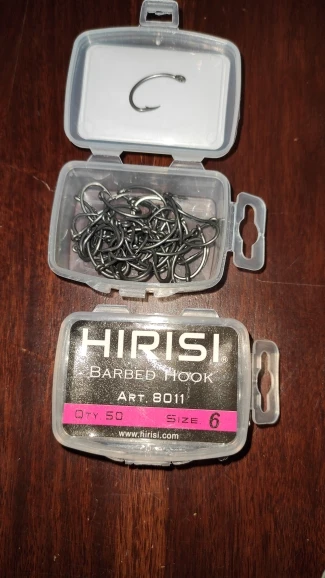 HIRISI
BARBED HOOK
ART. 8011
QTY. 50 SIZE. 6
www.hirisi.com